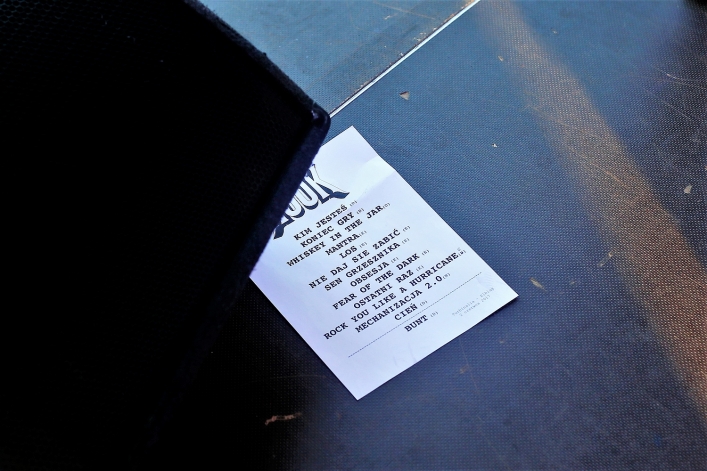 KIM JESTEŚ (D)
KONIEC GRY (D)
WHISKEY IN THE JAR
MANTRA
LOS (D)
NIE DAJ SIE ZABIĆ
SEN GRZESZNIKA
OBSESJA (D)
FEAR OF THE DARK
OSTATNI RAZ
ROCK YOU LIKE A HURRICANE
MECHANIZACJA 2.0
CIEŃ (D)
BUNT (D)